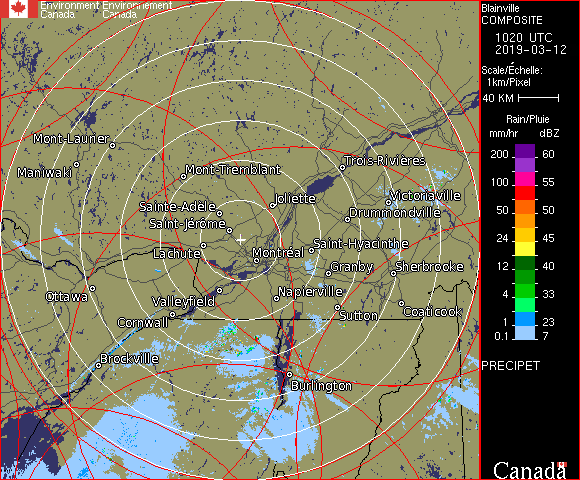 Environment Environnement
Canada Canada
Blainville
COMPOSITE
1020 UTC
2019-03-12
Scale/Échelle:
1km/Pixel
40 KM
Rain/Pluie
mm/hr dBZ
200 60
100 55
50 50
24 45
12 40
4 33
1 23
0.1 7
PRECIPET
Canada
Mont-Laurier
Maniwaki
Mont-Tremblant
Trois-Rivières
Joliette
Victoriaville
Sainte-Adèle
Drummondville
Saint-Jérôme
Lachute
Montréal
Saint-Hyacinthe
Granby
Sherbrooke
Ottawa
Valleyfield
Napierville
Cornwall
Sutton
Coaticook
Brockville
Burlington